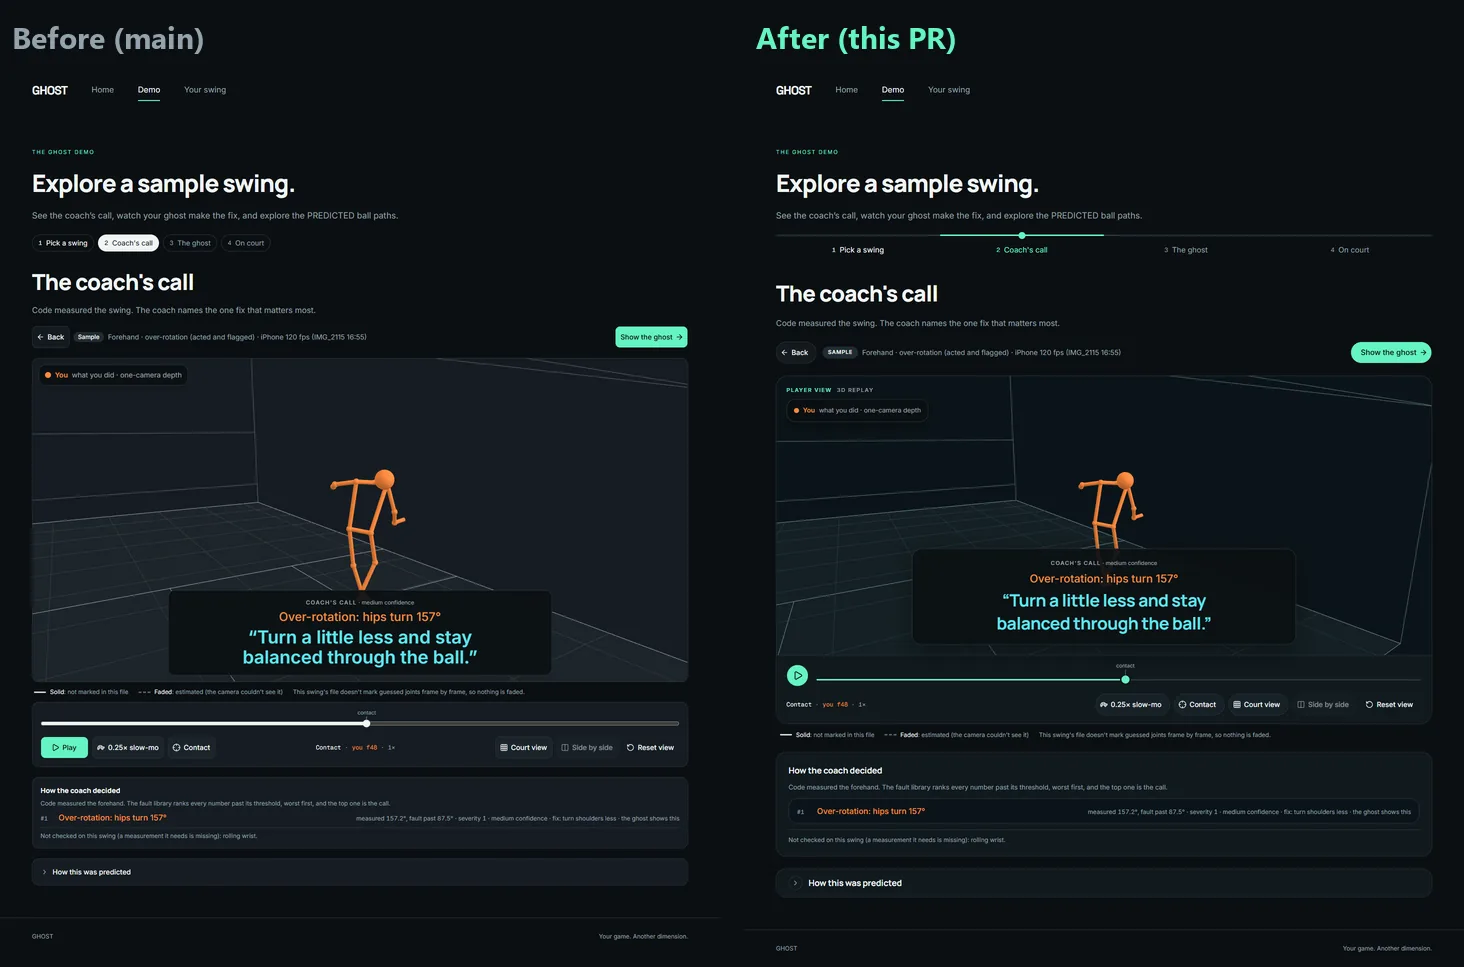 Before (main)
GHOST Home Demo Your swing
THE GHOST DEMO
Explore a sample swing.
See the coach's call, watch your ghost make the fix, and explore the PREDICTED ball paths.
1 Pick a swing 2 Coach's call 3 The ghost 4 On court
The coach's call
Code measured the swing. The coach names the one fix that matters most.
← Back Sample Forehand · over-rotation (acted and flagged) · iPhone 120 fps (IMG_2115 16:55) Show the ghost →
You what you did · one-camera depth
COACH'S CALL · medium confidence
Over-rotation: hips turn 157°
“Turn a little less and stay
balanced through the ball.”
Solid: not marked in this file Faded: estimated (the camera couldn't see it) This swing's file doesn't mark guessed joints frame by frame, so nothing is faded.
contact
Play 0.25× slow-mo Contact Contact · you f48 · 1× Court view Side by side Reset view
How the coach decided
Code measured the forehand. The fault library ranks every number past its threshold, worst first, and the top one is the call.
#1 Over-rotation: hips turn 157° measured 157.2°, fault past 87.5° · severity 1 · medium confidence · fix: turn shoulders less · the ghost shows this
Not checked on this swing (a measurement it needs is missing): rolling wrist.
How this was predicted
GHOST Your game. Another dimension.
After (this PR)
GHOST Home Demo Your swing
THE GHOST DEMO
Explore a sample swing.
See the coach's call, watch your ghost make the fix, and explore the PREDICTED ball paths.
1 Pick a swing 2 Coach's call 3 The ghost 4 On court
The coach's call
Code measured the swing. The coach names the one fix that matters most.
← Back SAMPLE Forehand · over-rotation (acted and flagged) · iPhone 120 fps (IMG_2115 16:55) Show the ghost →
PLAYER VIEW 3D REPLAY
You what you did · one-camera depth
COACH'S CALL · medium confidence
Over-rotation: hips turn 157°
“Turn a little less and stay
balanced through the ball.”
contact
Contact · you f48 · 1× 0.25× slow-mo Contact Court view Side by side Reset view
Solid: not marked in this file Faded: estimated (the camera couldn't see it) This swing's file doesn't mark guessed joints frame by frame, so nothing is faded.
How the coach decided
Code measured the forehand. The fault library ranks every number past its threshold, worst first, and the top one is the call.
#1 Over-rotation: hips turn 157° measured 157.2°, fault past 87.5° · severity 1 · medium confidence · fix: turn shoulders less · the ghost shows this
Not checked on this swing (a measurement it needs is missing): rolling wrist.
How this was predicted
GHOST Your game. Another dimension.